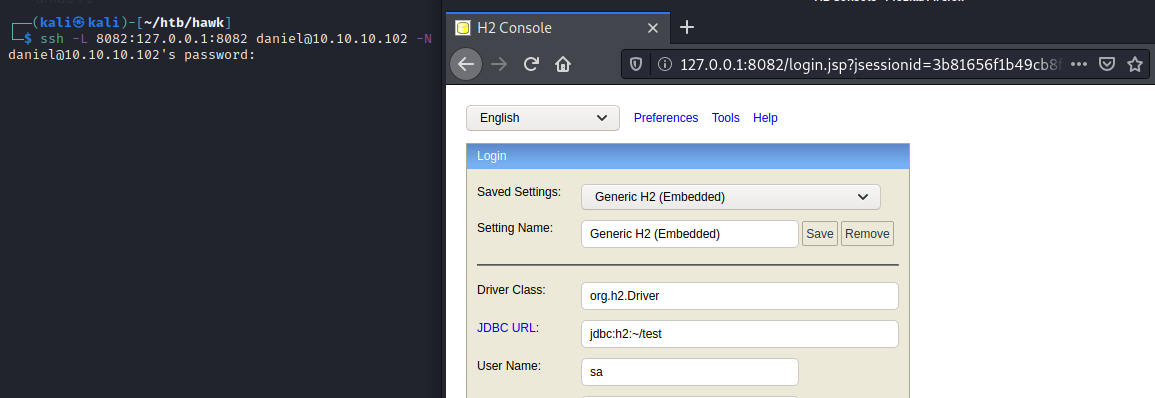 ┌──(kali㉿kali)-[~/htb/hawk]
└─$ ssh -L 8082:127.0.0.1:8082 daniel@10.10.10.102 -N
daniel@10.10.10.102's password:
H2 Console
127.0.0.1:8082/login.jsp?jsessionid=3b81656f1b49cb8f
English Preferences Tools Help
Login
Saved Settings: Generic H2 (Embedded)
Setting Name: Generic H2 (Embedded) Save Remove
Driver Class: org.h2.Driver
JDBC URL: jdbc:h2:~/test
User Name: sa